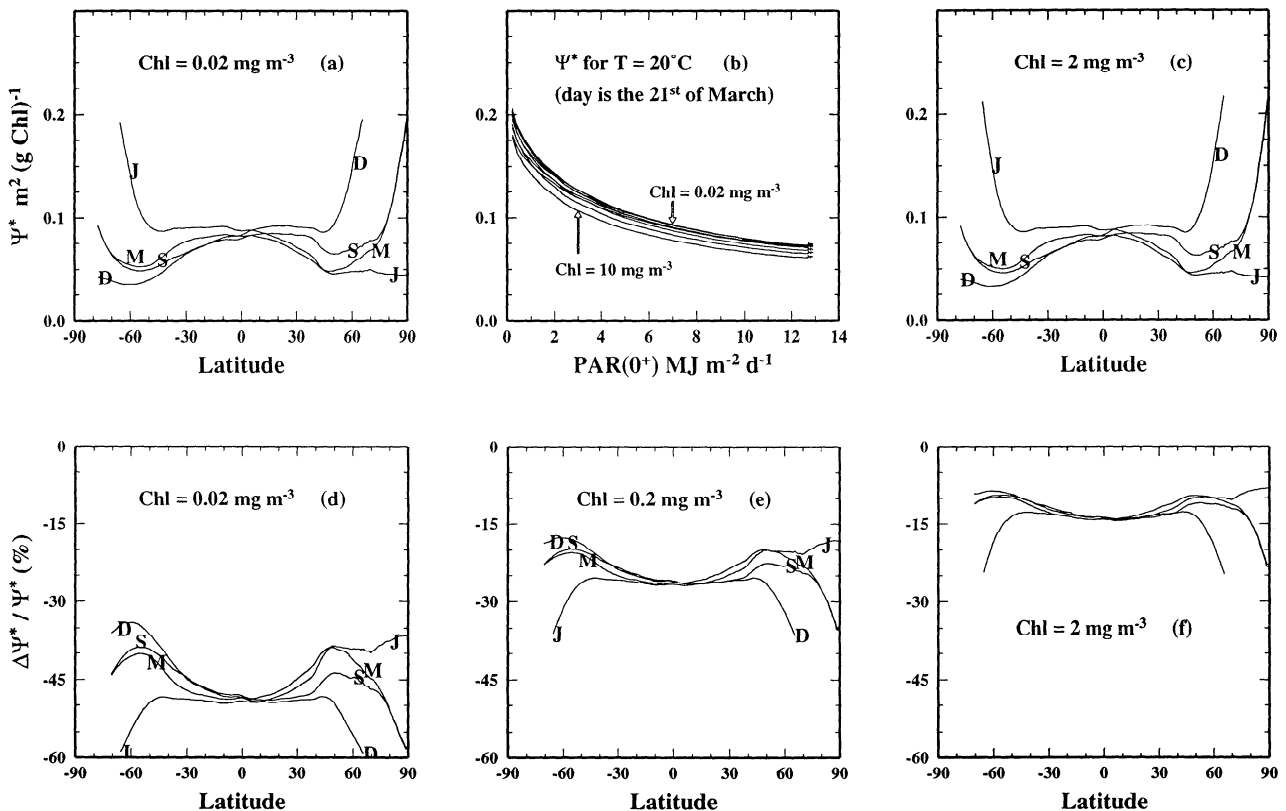 Chl = 0.02 mg m⁻³ (a)
Ψ* m² (g Chl)⁻¹
0.2
0.1
0.0
J
D
M
S
D
S
M
J
-90 -60 -30 0 30 60 90
Latitude
Ψ* for T = 20°C (b)
(day is the 21ˢᵗ of March)
0.2
0.1
0.0
Chl = 0.02 mg m⁻³
Chl = 10 mg m⁻³
0 2 4 6 8 10 12 14
PAR(0⁺) MJ m⁻² d⁻¹
Chl = 2 mg m⁻³ (c)
0.2
0.1
0.0
J
D
M
S
D
S
M
J
-90 -60 -30 0 30 60 90
Latitude
Chl = 0.02 mg m⁻³ (d)
ΔΨ* / Ψ* (%)
0
-15
-30
-45
-60
D
S
M
J
J
M
S
D
-90 -60 -30 0 30 60 90
Latitude
Chl = 0.2 mg m⁻³ (e)
0
-15
-30
-45
-60
D S
M
J
J
M
S
D
-90 -60 -30 0 30 60 90
Latitude
0
-15
-30
-45
-60
Chl = 2 mg m⁻³ (f)
-90 -60 -30 0 30 60 90
Latitude